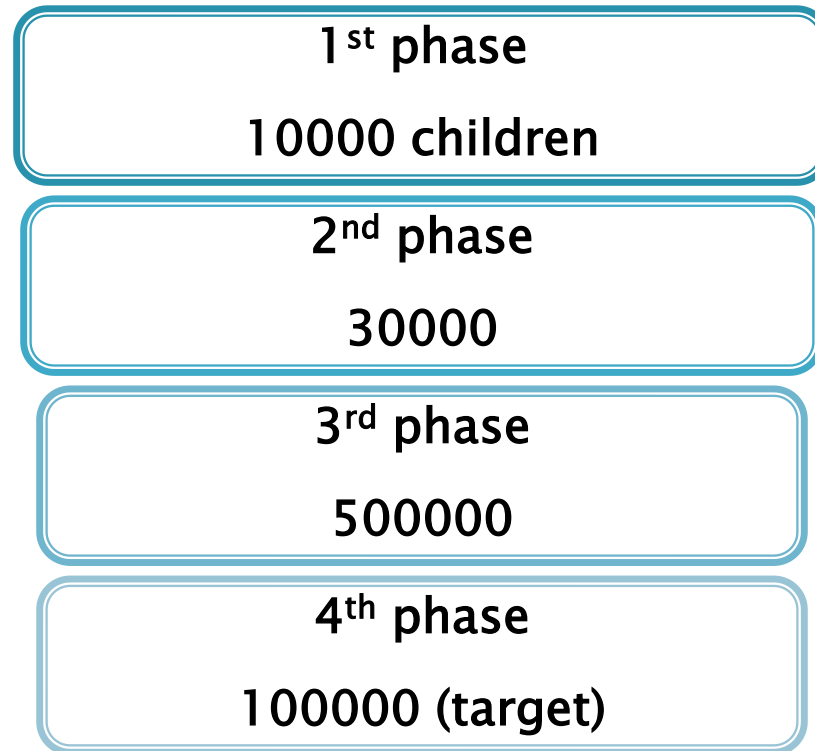 1st phase
10000 children
2nd phase
30000
3rd phase
500000
4th phase
100000 (target)